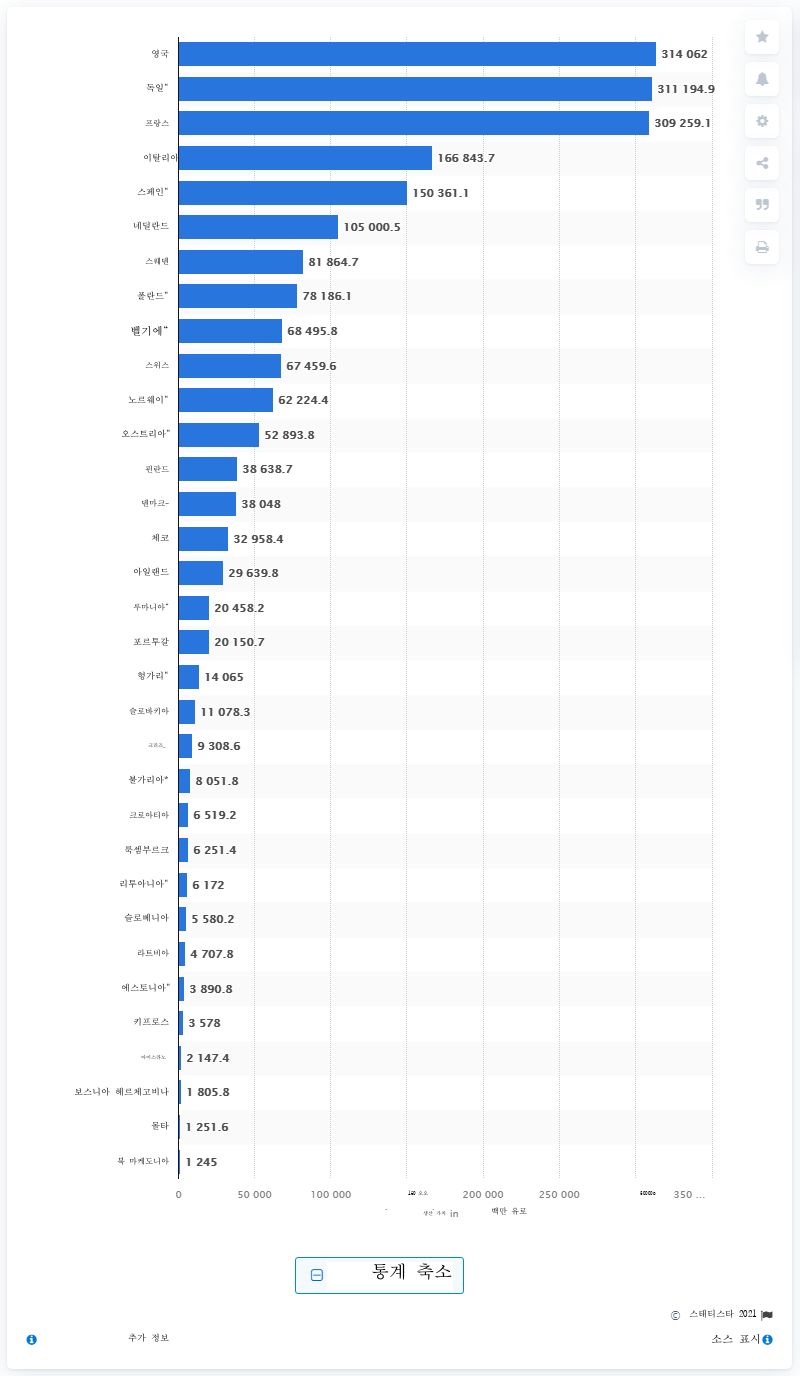 영국 314 062
독일" 311 194.9
프랑스 309 259.1
이탈리아 166 843.7
스페인" 150 361.1
네덜란드 105 000.5
스웨덴 81 864.7
폴란드" 78 186.1
벨기에" 68 495.8
스위스 67 459.6
노르웨이" 62 224.4
오스트리아" 52 893.8
핀란드 38 638.7
덴마크- 38 048
체코 32 958.4
아일랜드 29 639.8
루마니아" 20 458.2
포르투갈 20 150.7
헝가리" 14 065
슬로바키아 11 078.3
9 308.6
불가리아* 8 051.8
크로아티아 6 519.2
룩셈부르크 6 251.4
리투아니아" 6 172
슬로베니아 5 580.2
라트비아 4 707.8
에스토니아" 3 890.8
키프로스 3 578
2 147.4
보스니아 헤르체고비나 1 805.8
몰타 1 251.6
북 마케도니아 1 245
0 50 000 100 000 200 000 250 000 350 ...
생산 가치 in 백만 유로
통계 축소
© 스태티스타 2021
추가 정보 소스 표시